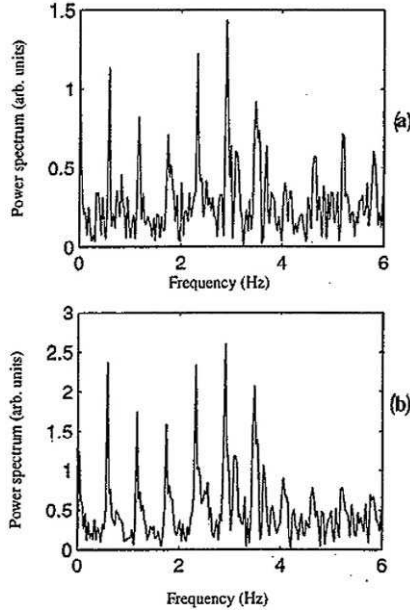 1.5
1
0.5
0
Power spectrum (arb. units)
0 2 4 6
Frequency (Hz)
(a)
3
2.5
2
1.5
1
0.5
0
Power spectrum (arb. units)
0 2 4 6
Frequency (Hz)
(b)